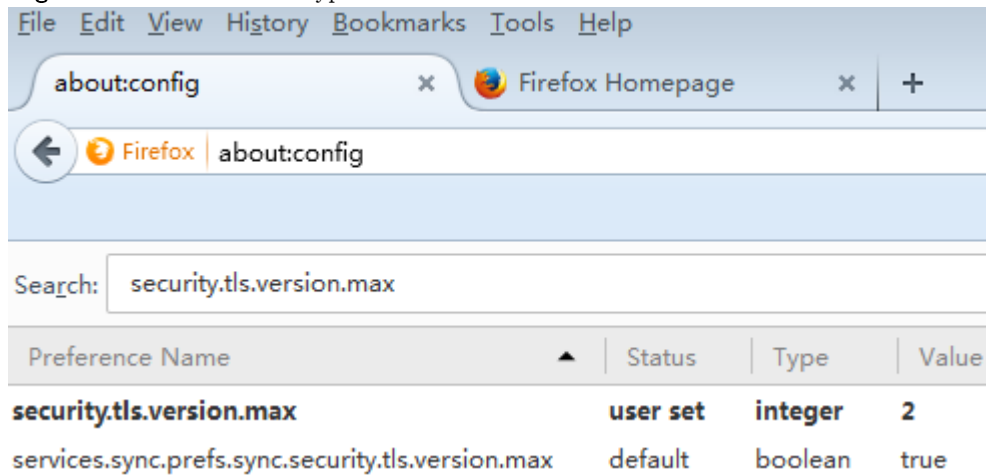 File Edit View History Bookmarks Tools Help
about:config × Firefox Homepage × +
Firefox about:config
Search: security.tls.version.max
Preference Name Status Type Value
security.tls.version.max user set integer 2
services.sync.prefs.sync.security.tls.version.max default boolean true